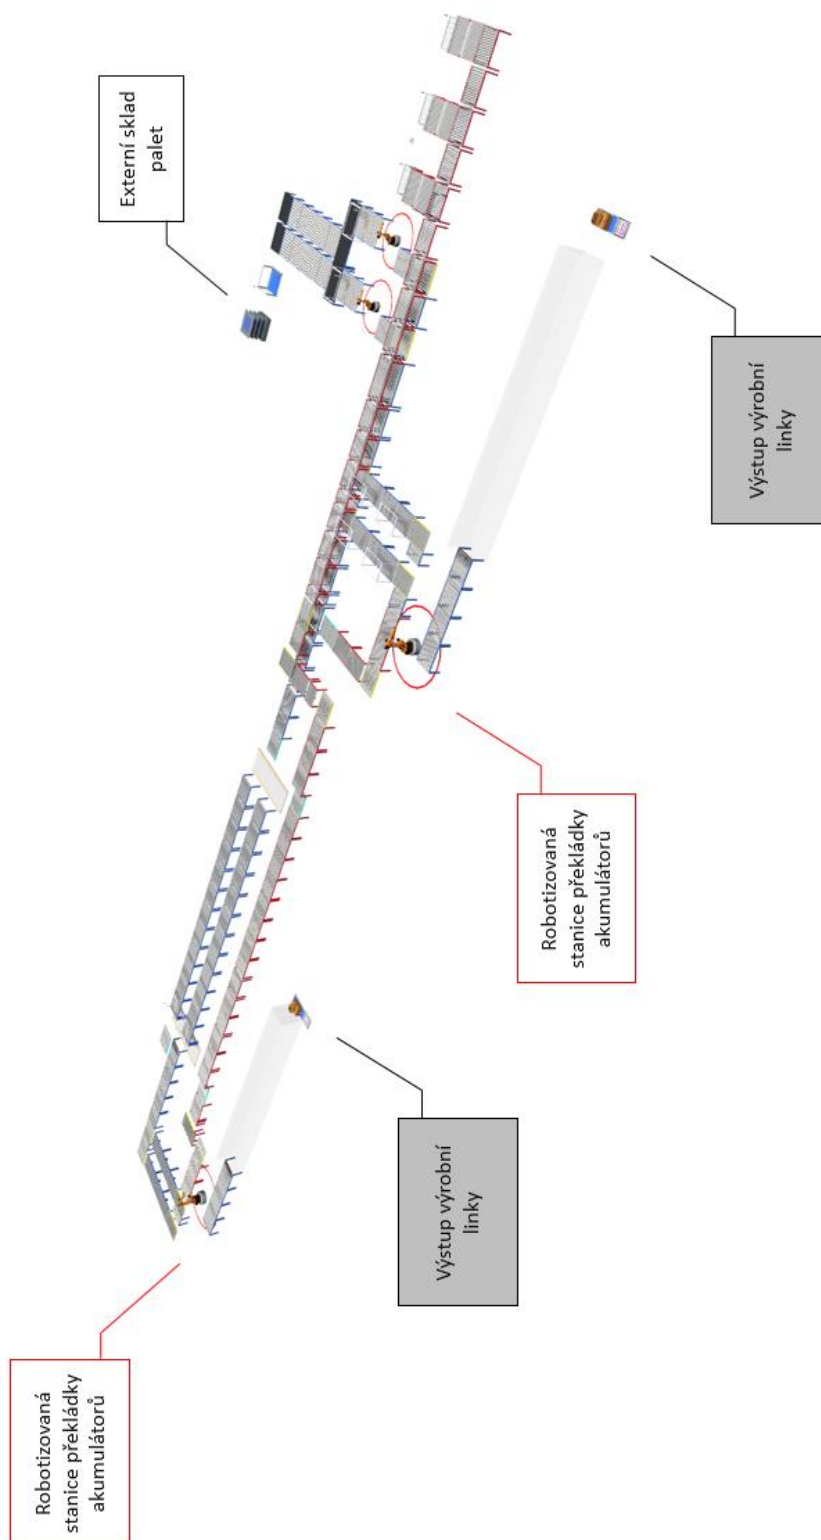 Robotizovaná
stanice překládky
akumulátorů
Externí sklad
palet
Výstup výrobní
linky
Robotizovaná
stanice překládky
akumulátorů
Výstup výrobní
linky